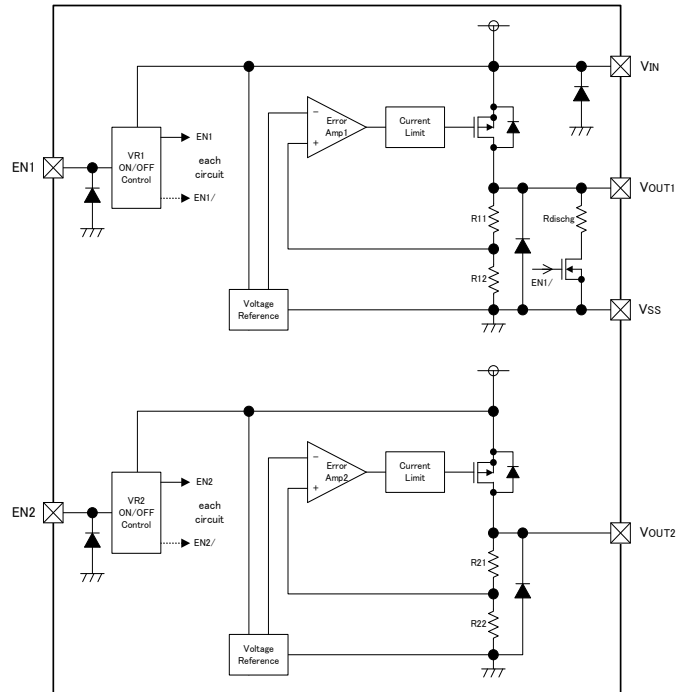 VIN
EN1
VR1
ON/OFF
Control
EN1
each
circuit
EN1/
−
+
Error
Amp1
Current
Limit
VOUT1
R11
R12
Rdischg
EN1/
VSS
Voltage
Reference
EN2
VR2
ON/OFF
Control
EN2
each
circuit
EN2/
−
+
Error
Amp2
Current
Limit
VOUT2
R21
R22
Voltage
Reference